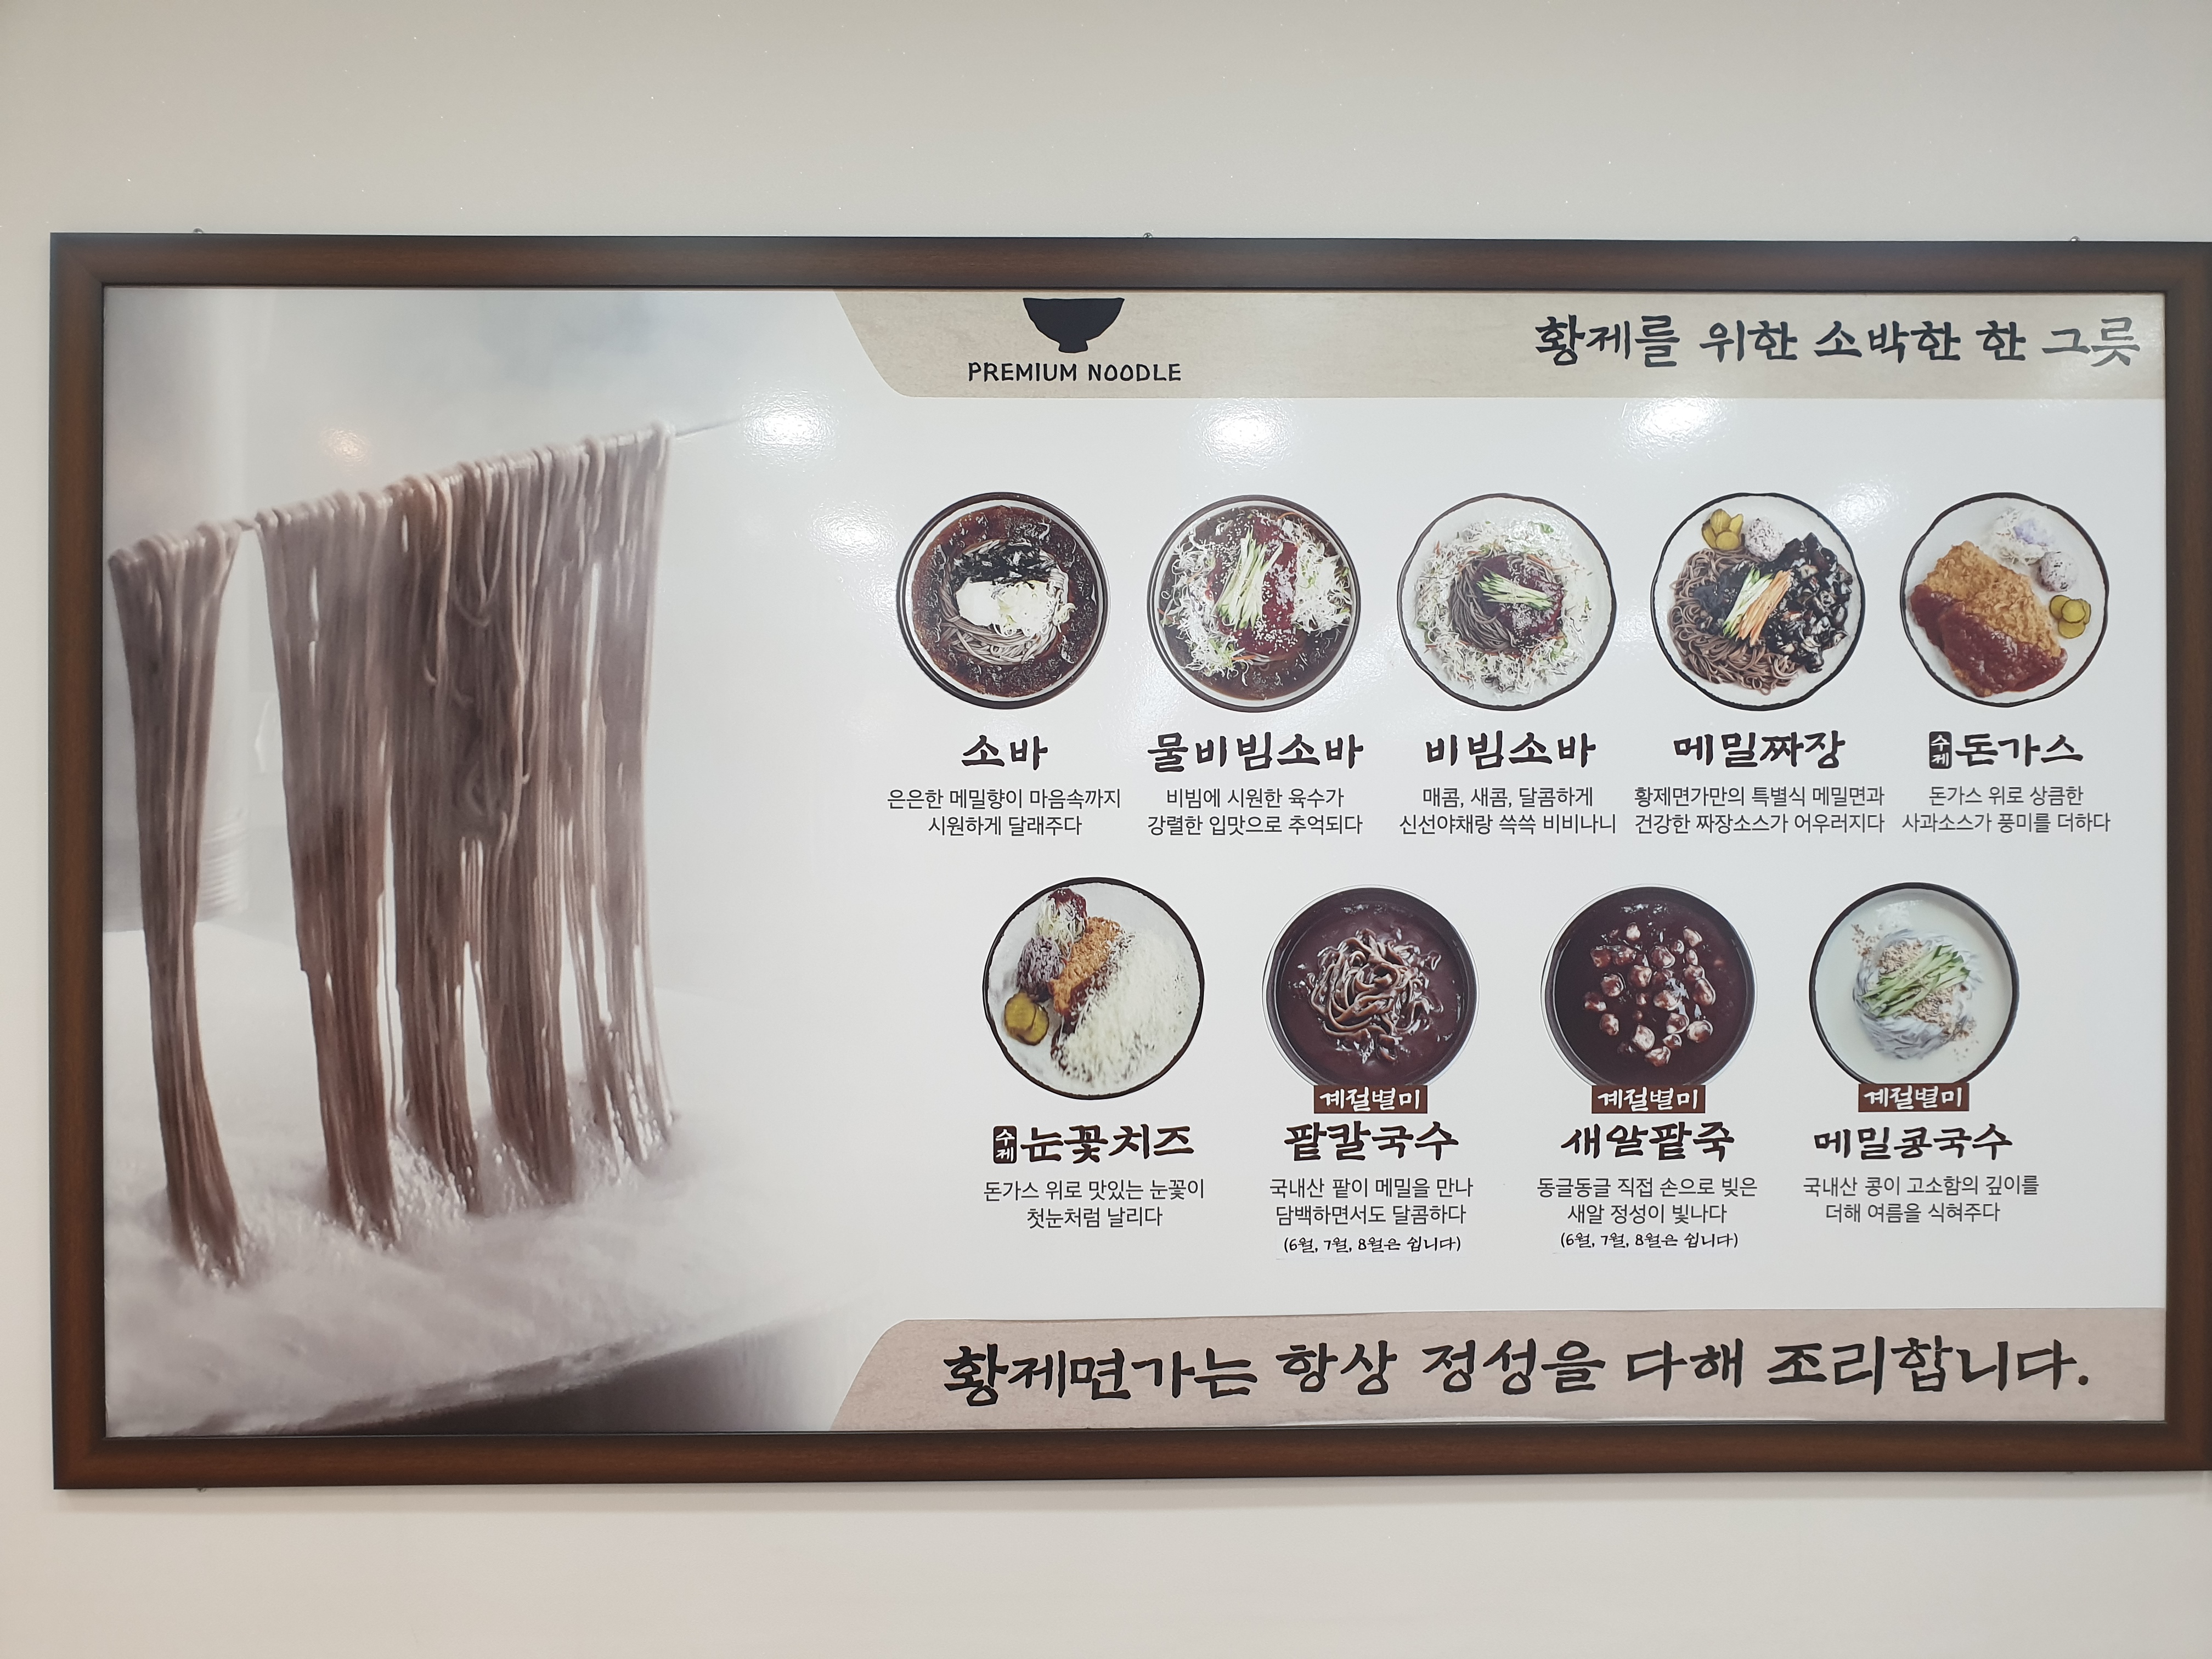 PREMIUM NOODLE
황제를 위한 소박한 한 그릇
소바
은은한 메밀향이 마음속까지
시원하게 달래주다
물비빔소바
비빔에 시원한 육수가
강렬한 입맛으로 추억되다
비빔소바
매콤, 새콤, 달콤하게
신선야채랑 쓱쓱 비비나니
메밀짜장
황제면가만의 특별식 메밀면과
건강한 짜장소스가 어우러지다
수제 돈가스
돈가스 위로 상큼한
사과소스가 풍미를 더하다
수제 눈꽃치즈
돈가스 위로 맛있는 눈꽃이
첫눈처럼 날리다
계절별미
팥칼국수
국내산 팥이 메밀을 만나
담백하면서도 달콤하다
(6월, 7월, 8월은 쉽니다)
계절별미
새알팥죽
동글동글 직접 손으로 빚은
새알 정성이 빛나다
(6월, 7월, 8월은 쉽니다)
계절별미
메밀콩국수
국내산 콩이 고소함의 깊이를
더해 여름을 식혀주다
황제면가는 항상 정성을 다해 조리합니다.